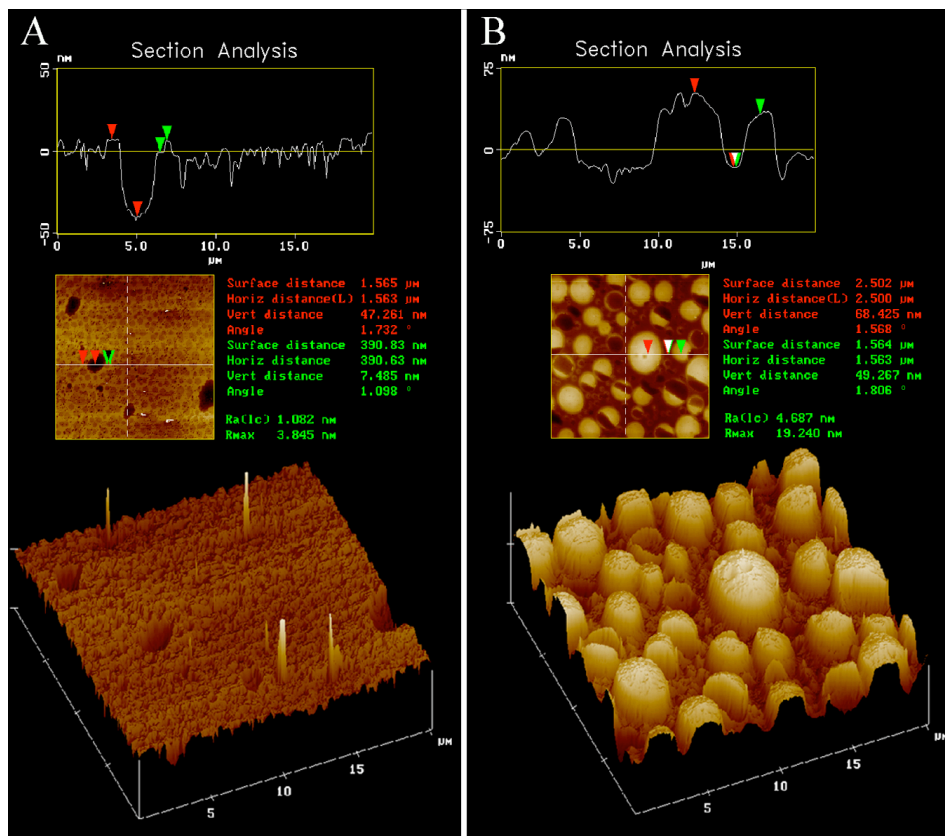 A
Section Analysis
nM
50
0
-50
0
5.0
10.0
15.0
µM
Surface distance 1.565 µM
Horiz distance(L) 1.563 µM
Vert distance 47.261 nM
Angle 1.732 °
Surface distance 390.83 nM
Horiz distance 390.63 nM
Vert distance 7.485 nM
Angle 1.098 °
Ra(lc) 1.082 nM
Rmax 3.845 nM
5
10
15
µM
B
Section Analysis
nM
75
0
-75
0
5.0
10.0
15.0
µM
Surface distance 2.502 µM
Horiz distance(L) 2.500 µM
Vert distance 68.425 nM
Angle 1.568 °
Surface distance 1.564 µM
Horiz distance 1.563 µM
Vert distance 49.267 nM
Angle 1.806 °
Ra(lc) 4.687 nM
Rmax 19.240 nM
5
10
15
µM